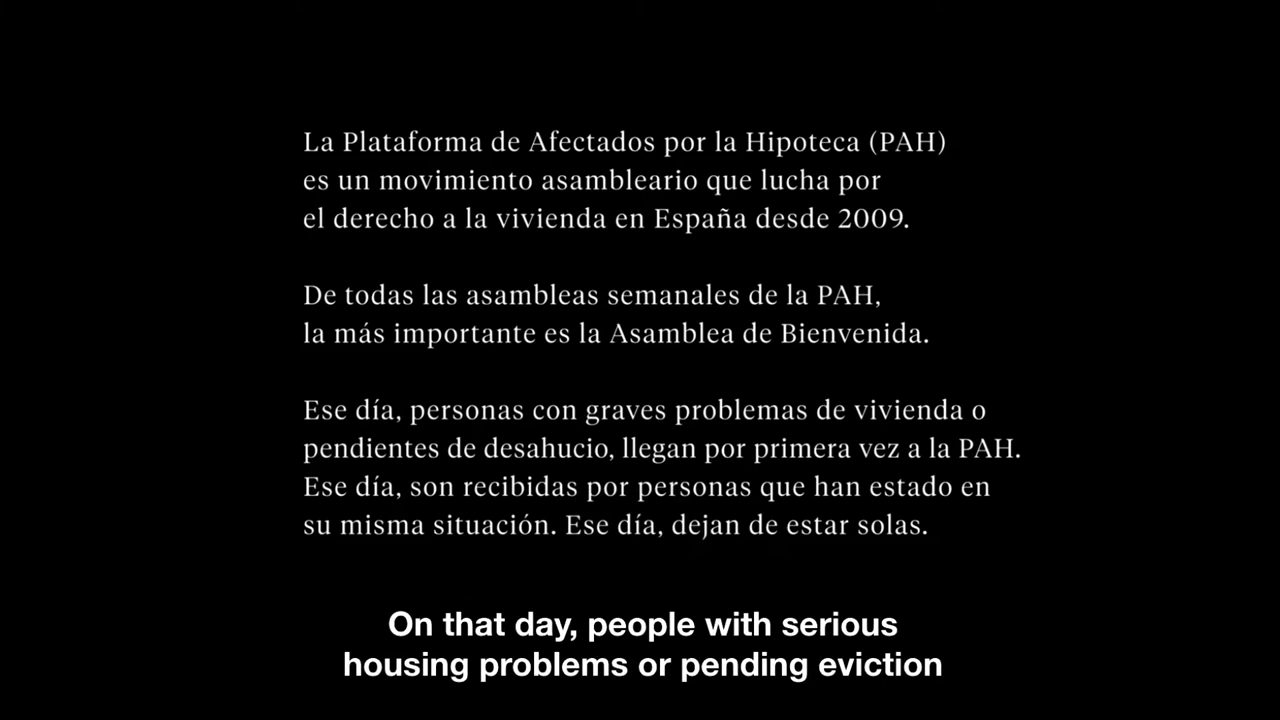 La Plataforma de Afectados por la Hipoteca (PAH)
es un movimiento asambleario que lucha por
el derecho a la vivienda en España desde 2009.
De todas las asambleas semanales de la PAH,
la más importante es la Asamblea de Bienvenida.
Ese día, personas con graves problemas de vivienda o
pendientes de desahucio, llegan por primera vez a la PAH.
Ese día, son recibidas por personas que han estado en
su misma situación. Ese día, dejan de estar solas.
On that day, people with serious
housing problems or pending eviction